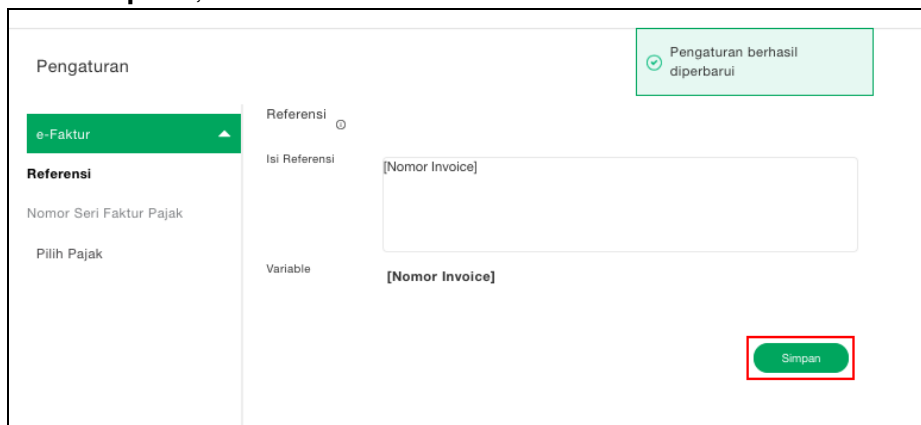 Pengaturan
Pengaturan berhasil
diperbarui
e-Faktur
Referensi
Nomor Seri Faktur Pajak
Pilih Pajak
Referensi
Isi Referensi
[Nomor Invoice]
Variable
[Nomor Invoice]
Simpan